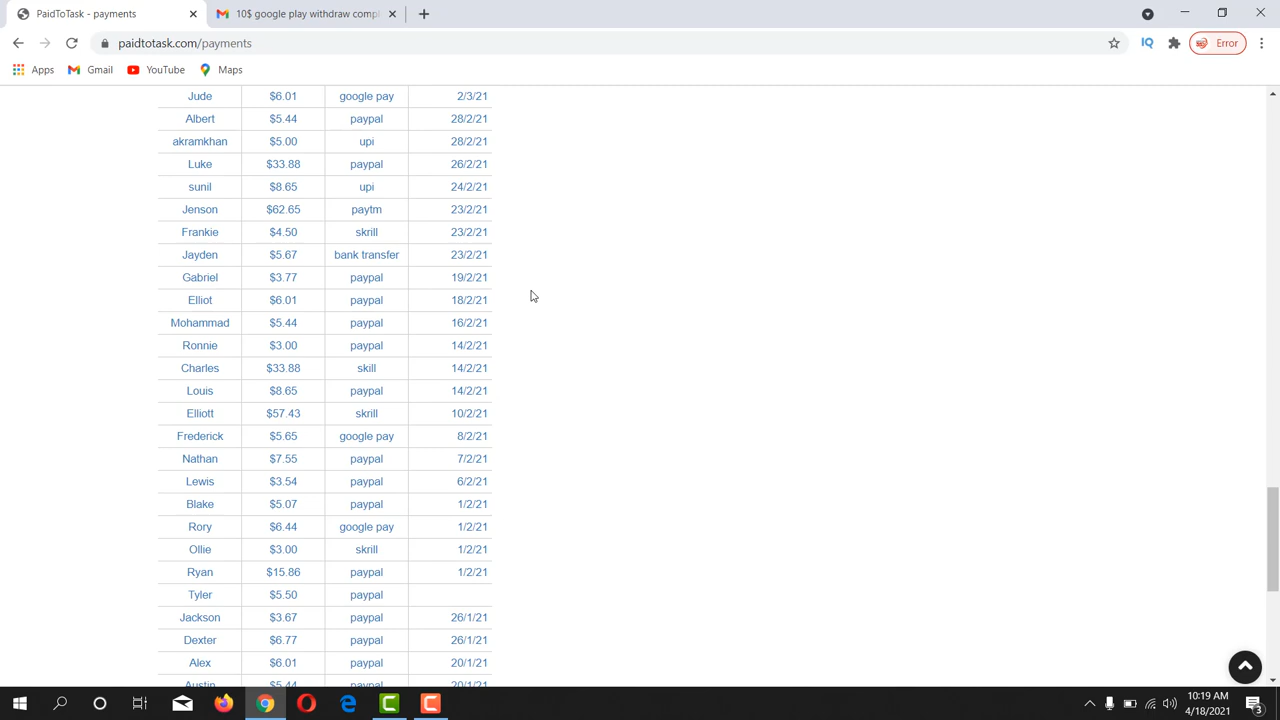 PaidToTask - payments
10$ google play withdraw compl
paidtotask.com/payments
Error
Apps Gmail YouTube Maps
Jude $6.01 google pay 2/3/21
Albert $5.44 paypal 28/2/21
akramkhan $5.00 upi 28/2/21
Luke $33.88 paypal 26/2/21
sunil $8.65 upi 24/2/21
Jenson $62.65 paytm 23/2/21
Frankie $4.50 skrill 23/2/21
Jayden $5.67 bank transfer 23/2/21
Gabriel $3.77 paypal 19/2/21
Elliot $6.01 paypal 18/2/21
Mohammad $5.44 paypal 16/2/21
Ronnie $3.00 paypal 14/2/21
Charles $33.88 skill 14/2/21
Louis $8.65 paypal 14/2/21
Elliott $57.43 skrill 10/2/21
Frederick $5.65 google pay 8/2/21
Nathan $7.55 paypal 7/2/21
Lewis $3.54 paypal 6/2/21
Blake $5.07 paypal 1/2/21
Rory $6.44 google pay 1/2/21
Ollie $3.00 skrill 1/2/21
Ryan $15.86 paypal 1/2/21
Tyler $5.50 paypal
Jackson $3.67 paypal 26/1/21
Dexter $6.77 paypal 26/1/21
Alex $6.01 paypal 20/1/21
Austin $5.44 paypal 20/1/21
10:19 AM
4/18/2021
3